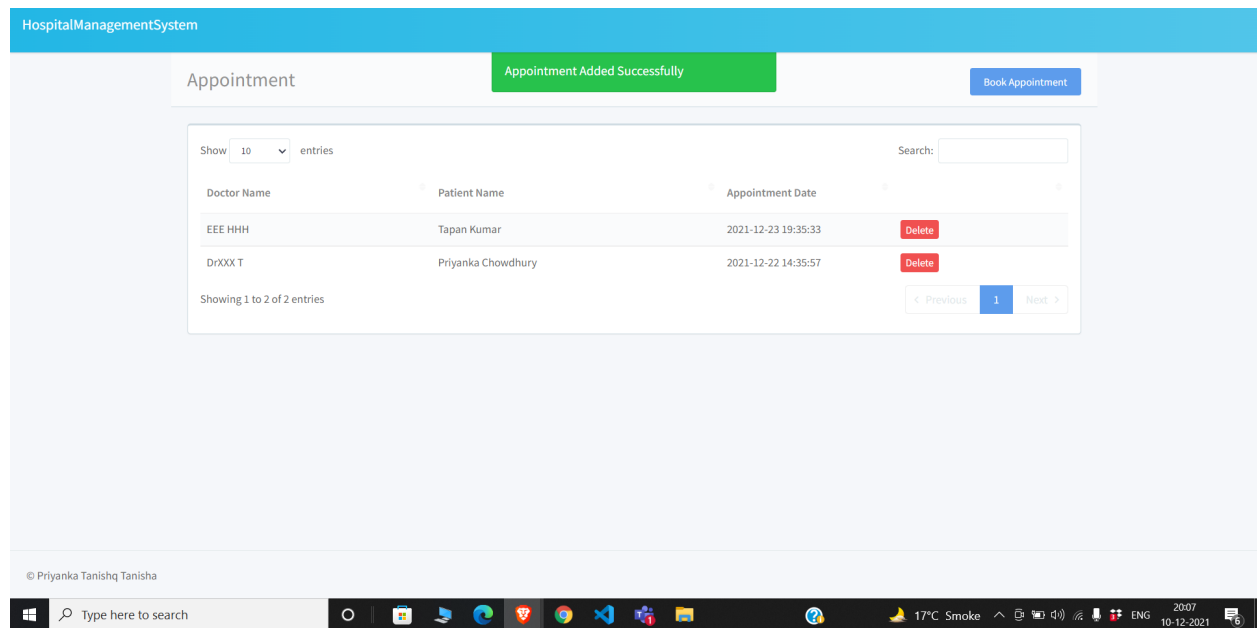 HospitalManagementSystem
Appointment Added Successfully
Appointment
Book Appointment
Show 10 entries
Search:
Doctor Name Patient Name Appointment Date
EEE HHH Tapan Kumar 2021-12-23 19:35:33 Delete
DrXXX T Priyanka Chowdhury 2021-12-22 14:35:57 Delete
Showing 1 to 2 of 2 entries
< Previous 1 Next >
© Priyanka Tanishq Tanisha
Type here to search
17°C Smoke
ENG
20:07
10-12-2021
6